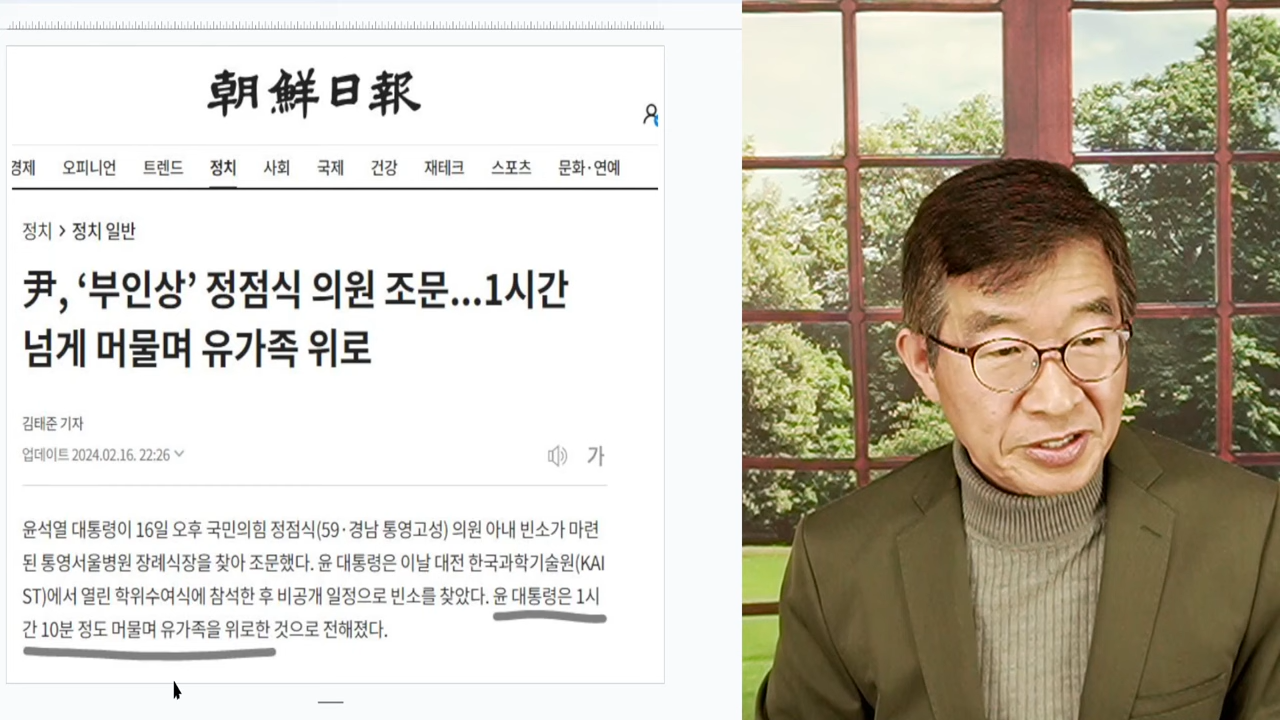 朝鮮日報
경제 오피니언 트렌드 정치 사회 국제 건강 재테크 스포츠 문화·연예
정치 > 정치 일반
尹, ‘부인상’ 정점식 의원 조문...1시간
넘게 머물며 유가족 위로
김태준 기자
업데이트 2024.02.16. 22:26
가
윤석열 대통령이 16일 오후 국민의힘 정점식(59·경남 통영고성) 의원 아내 빈소가 마련
된 통영서울병원 장례식장을 찾아 조문했다. 윤 대통령은 이날 대전 한국과학기술원(KAI
ST)에서 열린 학위수여식에 참석한 후 비공개 일정으로 빈소를 찾았다. 윤 대통령은 1시
간 10분 정도 머물며 유가족을 위로한 것으로 전해졌다.